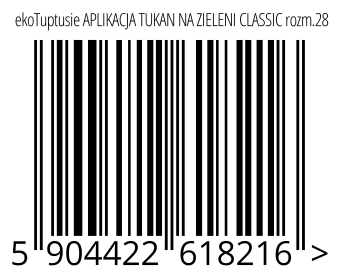 ekoTuptusie APLIKACJA TUKAN NA ZIELENI CLASSIC rozm.28
5 904422 618216 >